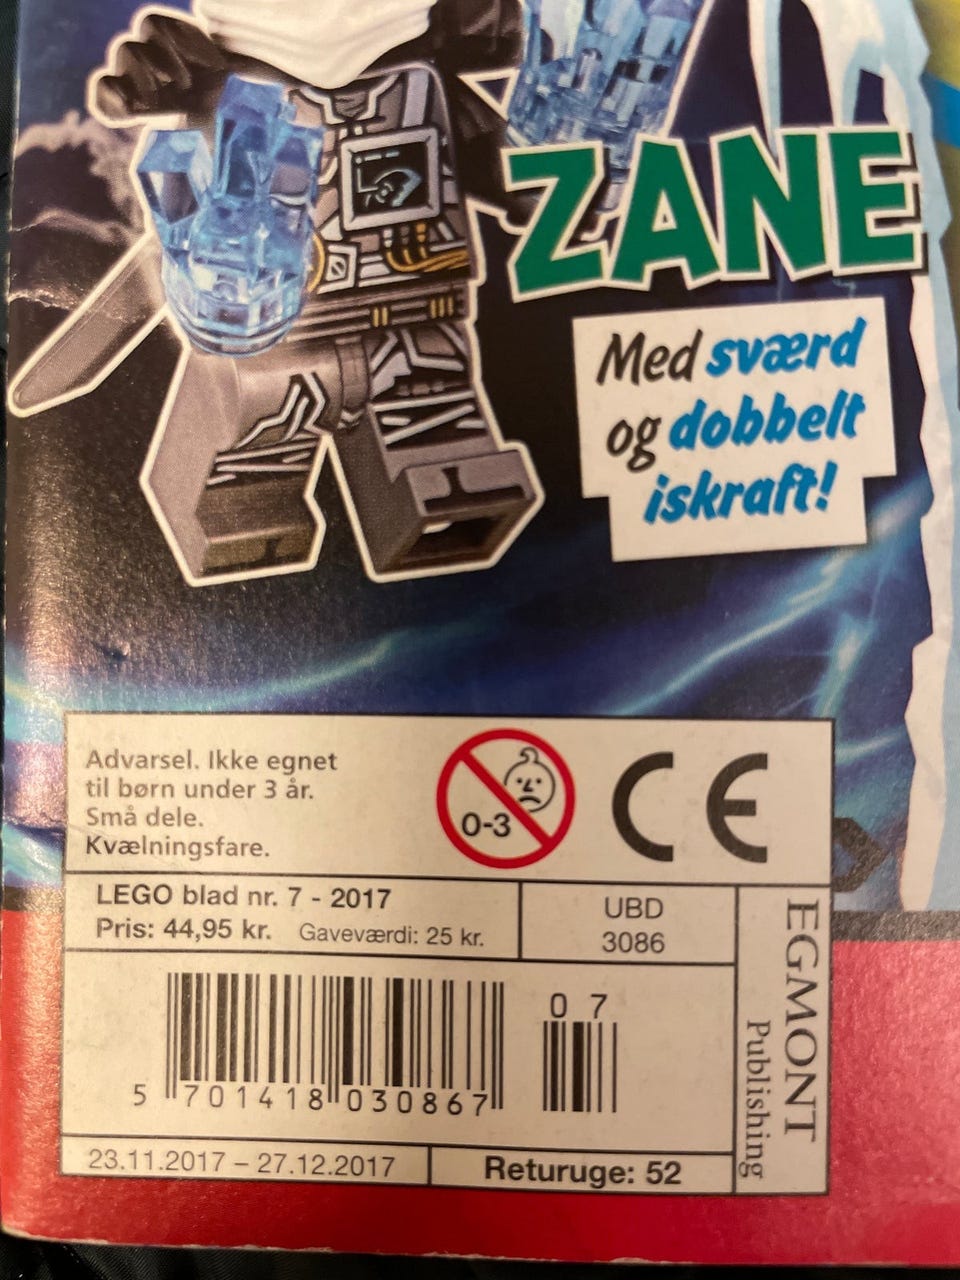 ZANE
Med sværd
og dobbelt
iskraft!
Advarsel. Ikke egnet
til børn under 3 år.
Små dele.
Kvælningsfare.
0-3
CE
LEGO blad nr. 7 - 2017
Pris: 44,95 kr. Gaveværdi: 25 kr.
UBD
3086
EGMONT
Publishing
07
5 701418 030867
23.11.2017 – 27.12.2017
Returuge: 52